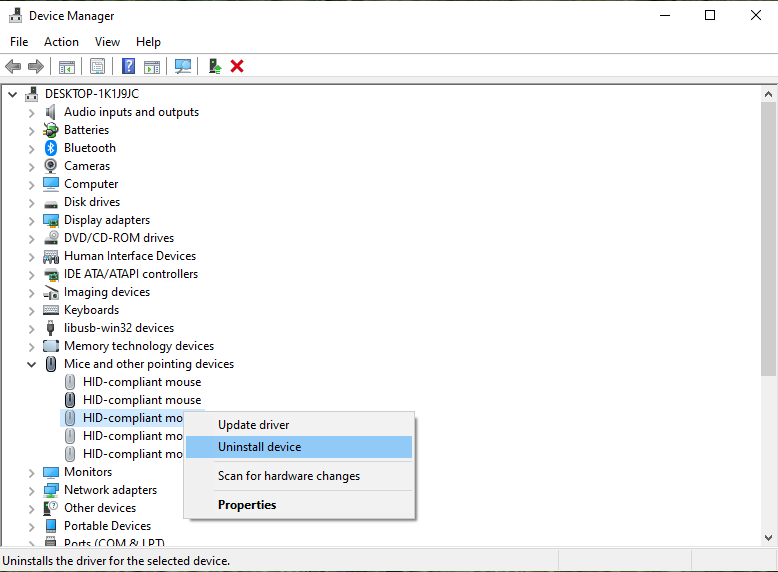 Device Manager
File Action View Help
DESKTOP-1K1J9JC
Audio inputs and outputs
Batteries
Bluetooth
Cameras
Computer
Disk drives
Display adapters
DVD/CD-ROM drives
Human Interface Devices
IDE ATA/ATAPI controllers
Imaging devices
Keyboards
libusb-win32 devices
Memory technology devices
Mice and other pointing devices
HID-compliant mouse
HID-compliant mouse
HID-compliant mou
HID-compliant mo
HID-compliant mo
Update driver
Uninstall device
Scan for hardware changes
Properties
Monitors
Network adapters
Other devices
Portable Devices
Ports (COM & LPT)
Uninstalls the driver for the selected device.